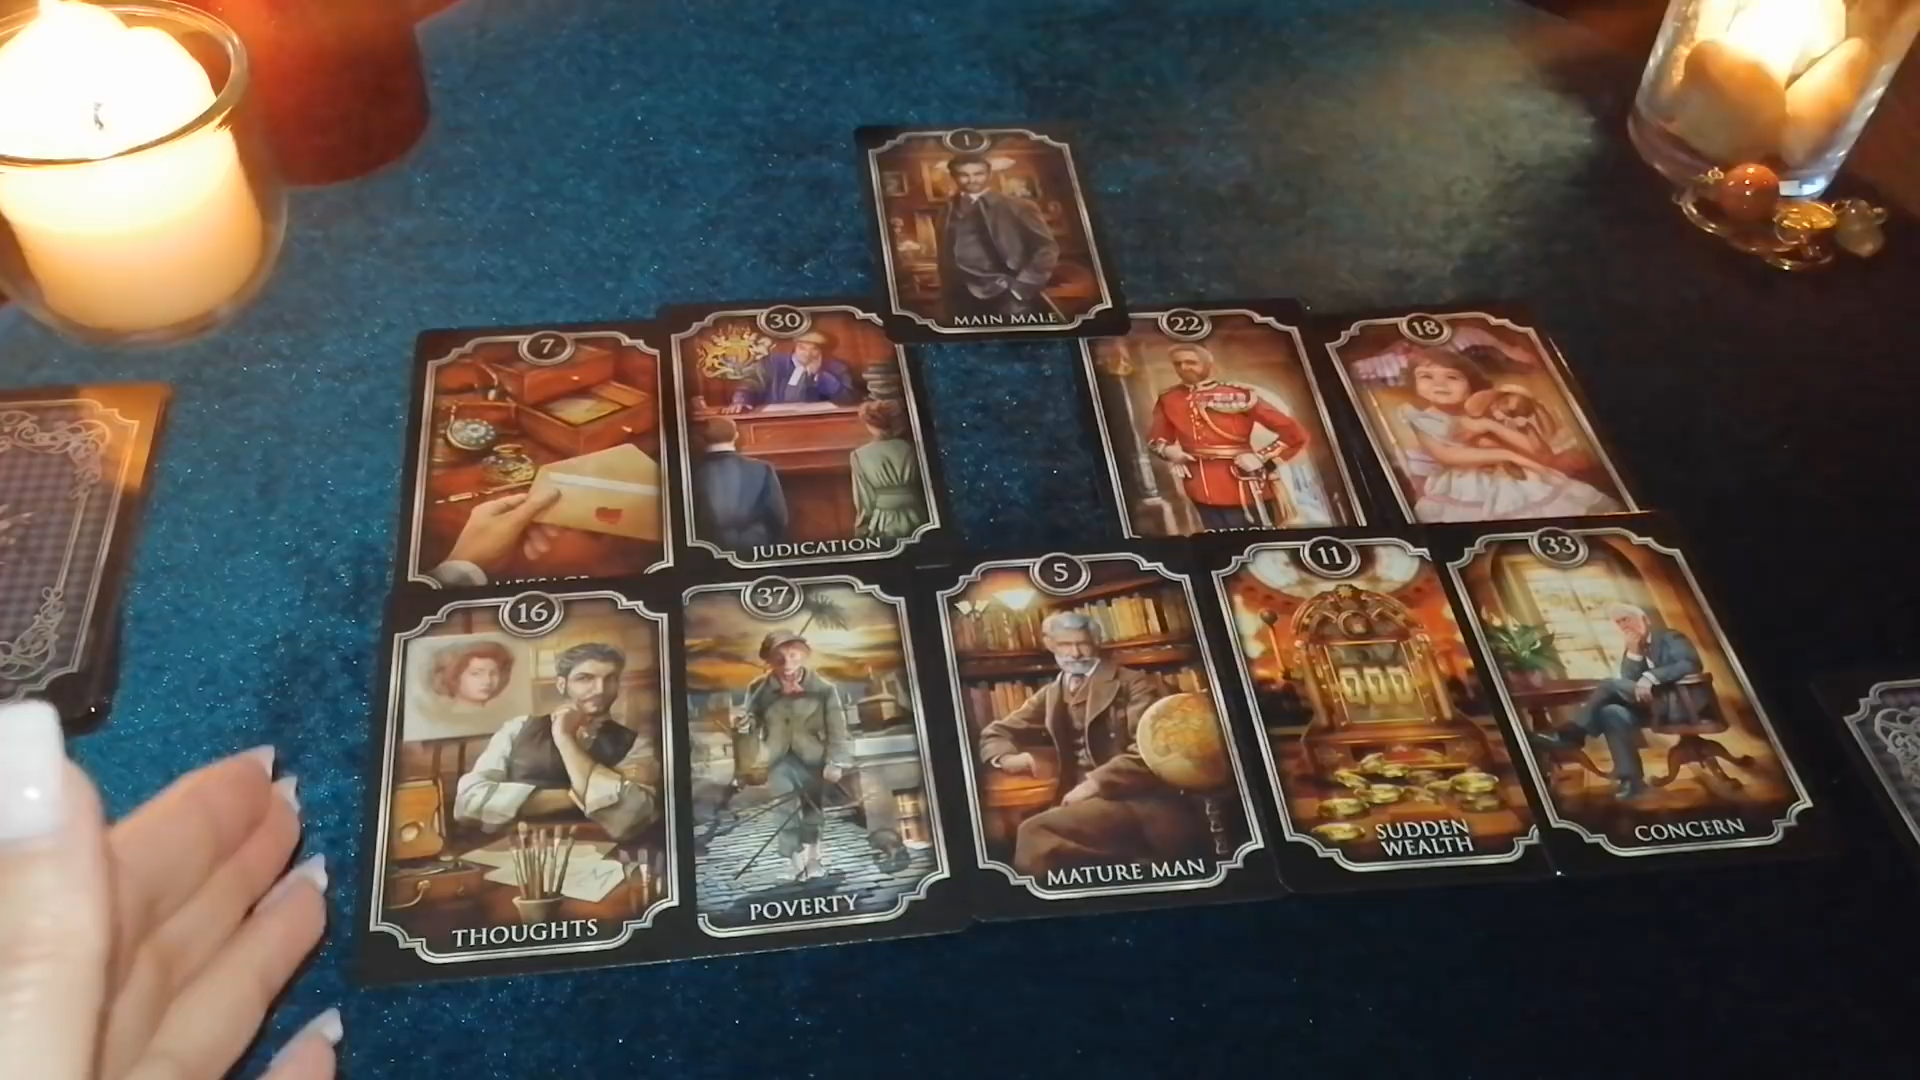 1
MAIN MALE
7
30
JUDICATION
22
18
16
THOUGHTS
37
POVERTY
5
MATURE MAN
11
SUDDEN
WEALTH
33
CONCERN